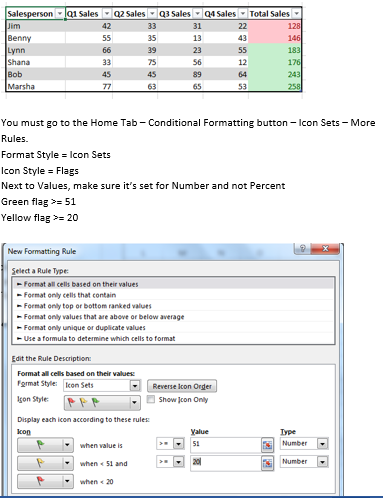 Salesperson Q1 Sales Q2 Sales Q3 Sales Q4 Sales Total Sales
Jim 42 33 31 22 128
Benny 55 35 13 43 146
Lynn 66 39 23 55 183
Shana 33 75 56 12 176
Bob 45 45 89 64 243
Marsha 77 63 65 53 258
You must go to the Home Tab – Conditional Formatting button – Icon Sets – More
Rules.
Format Style = Icon Sets
Icon Style = Flags
Next to Values, make sure it's set for Number and not Percent
Green flag >= 51
Yellow flag >= 20
New Formatting Rule
Select a Rule Type:
► Format all cells based on their values
► Format only cells that contain
► Format only top or bottom ranked values
► Format only values that are above or below average
► Format only unique or duplicate values
► Use a formula to determine which cells to format
Edit the Rule Description:
Format all cells based on their values:
Format Style: Icon Sets Reverse Icon Order
Icon Style: Show Icon Only
Display each icon according to these rules:
Icon Value Type
when value is >= 51 Number
when < 51 and >= 20 Number
when < 20